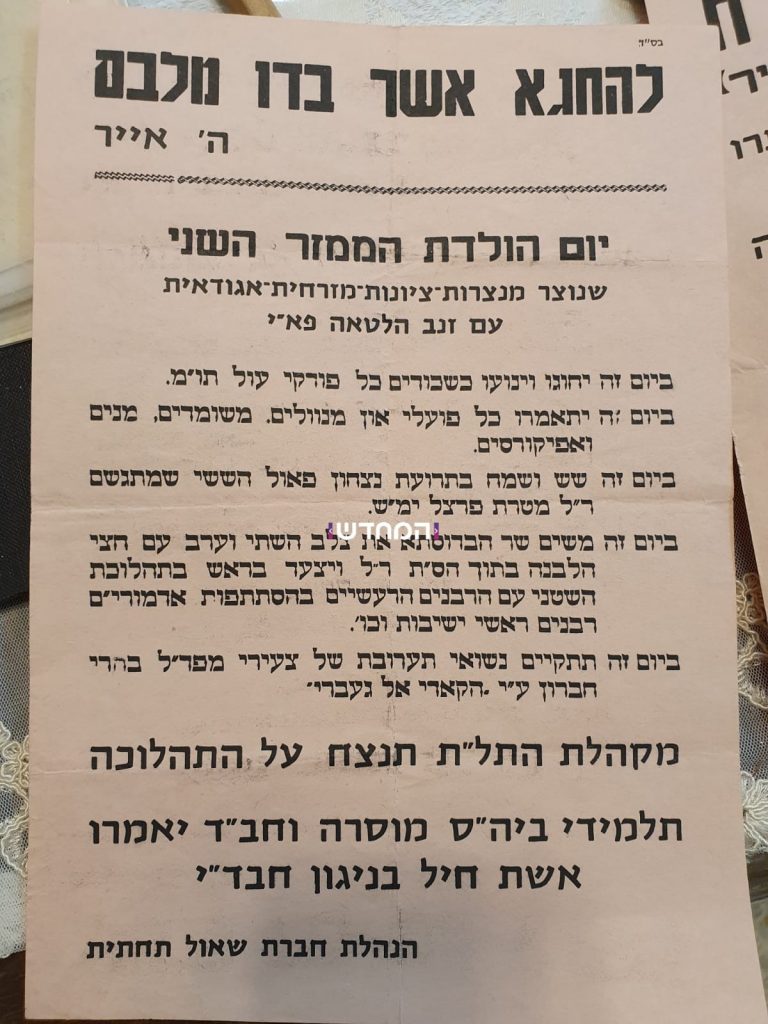 בס״ד
להחגא אשר בדו מלבם
ה׳ אייר
יום הולדת הממזר השני
שנוצר מנצרות־ציונות־מזרחית־אגודאית
עם זנב הלטאה פא״י
ביום זה יחוגו וינועו כשכורים כל פורקי עול תו״מ.
ביום זה יתאמרו כל פועלי און מנוולים. משומדים, מנים
ואפיקורסים.
ביום זה שש ושמח בתרועת נצחון פאול הששי שמתגשם
ר״ל מטרת פרצל ימ״ש.
המחדש
ביום זה משים שר הבדוסתא את צלב השתי וערב עם חצי
הלבנה בתוך הס״ת ר״ל ויצעד בראש בתהלוכת
השטני עם הרבנים הרעשיים בהסתתפות אדמורי״ם
רבנים ראשי ישיבות וכו׳.
ביום זה תתקיים נשואי תערובת של צעירי מפד״ל בהרי
חברון ע״י הקאדי אל געברי
מקהלת התל״ת תנצח על התהלוכה
תלמידי ביה״ס מוסרה וחב״ד יאמרו
אשת חיל בניגון חבד״י
הנהלת חברת שאול תחתית